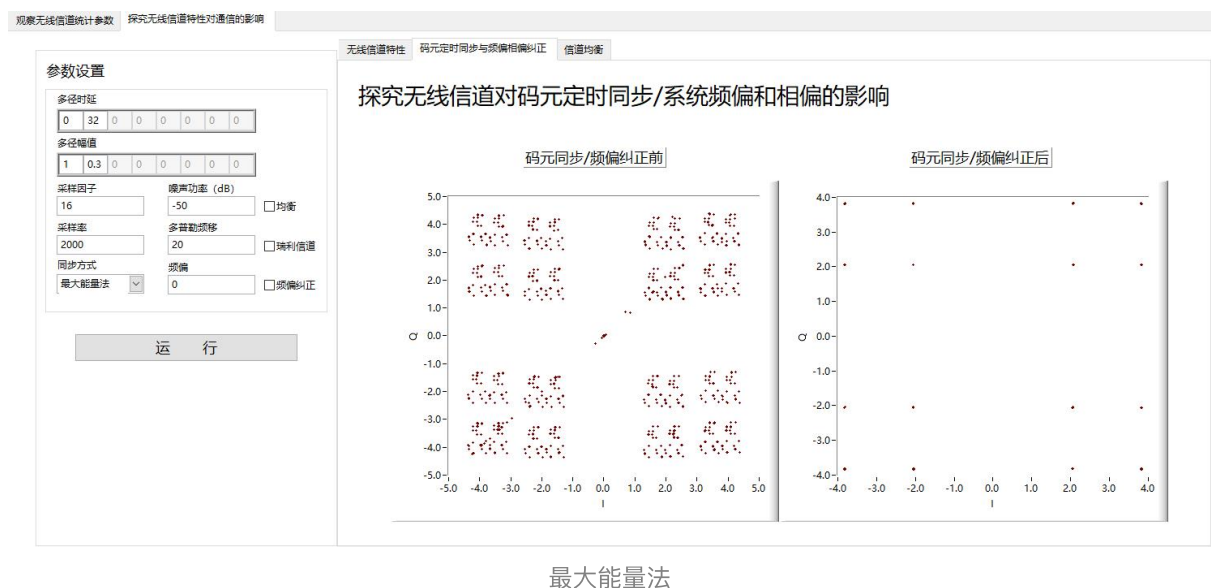 观察无线信道统计参数 探究无线信道特性对通信的影响
无线信道特性 码元定时同步与频偏相偏纠正 信道均衡
参数设置
多径时延
0 32 0 0 0 0 0 0
多径幅值
1 0.3 0 0 0 0 0 0
采样因子 噪声功率（dB）
16 -50 均衡
采样率 多普勒频移
2000 20 瑞利信道
同步方式 频偏
最大能量法 0 频偏纠正
运 行
探究无线信道对码元定时同步/系统频偏和相偏的影响
码元同步/频偏纠正前
5.0
4.0
3.0
2.0
1.0
0.0
-1.0
-2.0
-3.0
-4.0
-5.0
Q
-5.0 -4.0 -3.0 -2.0 -1.0 0.0 1.0 2.0 3.0 4.0 5.0
I
码元同步/频偏纠正后
4.0
3.0
2.0
1.0
0.0
-1.0
-2.0
-3.0
-4.0
Q
-4.0 -3.0 -2.0 -1.0 0.0 1.0 2.0 3.0 4.0
I
最大能量法